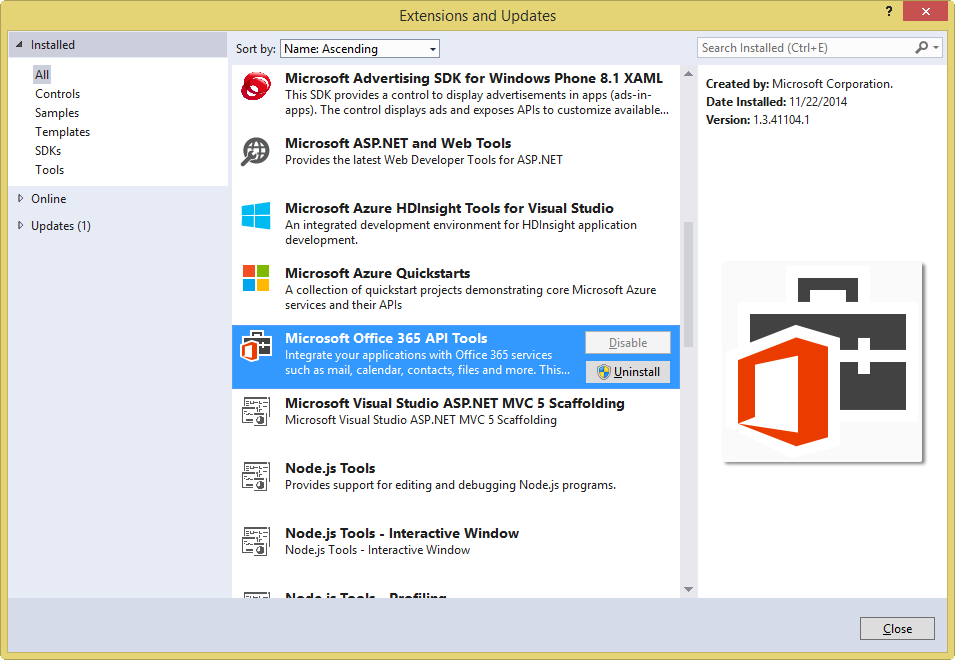 Extensions and Updates
?
Installed
All
Controls
Samples
Templates
SDKs
Tools
Online
Updates (1)
Sort by: Name: Ascending
Microsoft Advertising SDK for Windows Phone 8.1 XAML
This SDK provides a control to display advertisements in apps (ads-in-
apps). The control displays ads and exposes APIs to customize available...
Microsoft ASP.NET and Web Tools
Provides the latest Web Developer Tools for ASP.NET
Microsoft Azure HDInsight Tools for Visual Studio
An integrated development environment for HDInsight application
development.
Microsoft Azure Quickstarts
A collection of quickstart projects demonstrating core Microsoft Azure
services and their APIs
Microsoft Office 365 API Tools
Integrate your applications with Office 365 services
such as mail, calendar, contacts, files and more. This...
Disable
Uninstall
Microsoft Visual Studio ASP.NET MVC 5 Scaffolding
Microsoft Visual Studio ASP.NET MVC 5 Scaffolding
Node.js Tools
Provides support for editing and debugging Node.js programs.
Node.js Tools - Interactive Window
Node.js Tools - Interactive Window
Node.js Tools - Profiling
Search Installed (Ctrl+E)
Created by: Microsoft Corporation.
Date Installed: 11/22/2014
Version: 1.3.41104.1
Close